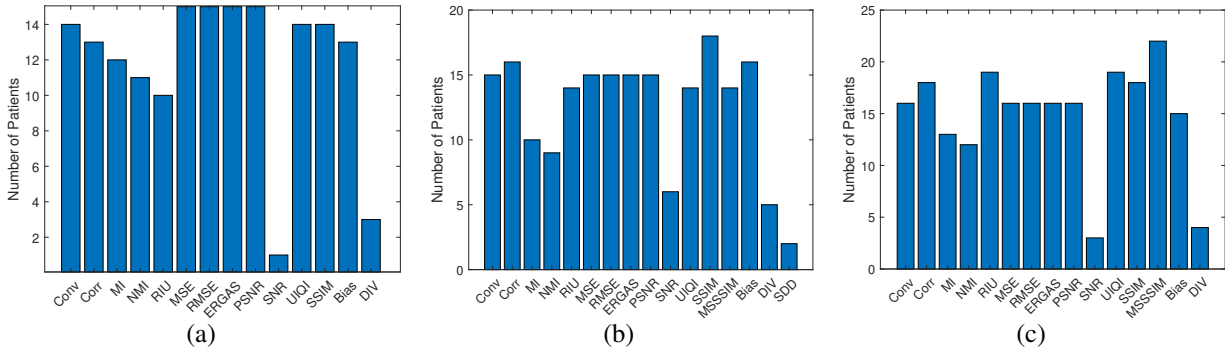 Number of Patients
14
12
10
8
6
4
2
Conv Corr MI NMI RIU MSE RMSE ERGAS PSNR SNR UIQI SSIM Bias DIV
(a)
Number of Patients
20
15
10
5
0
Conv Corr MI NMI RIU MSE RMSE ERGAS PSNR SNR UIQI SSIM MSSSIM Bias DIV SDD
(b)
Number of Patients
25
20
15
10
5
0
Conv Corr MI NMI RIU MSE RMSE ERGAS PSNR SNR UIQI SSIM MSSSIM Bias DIV
(c)